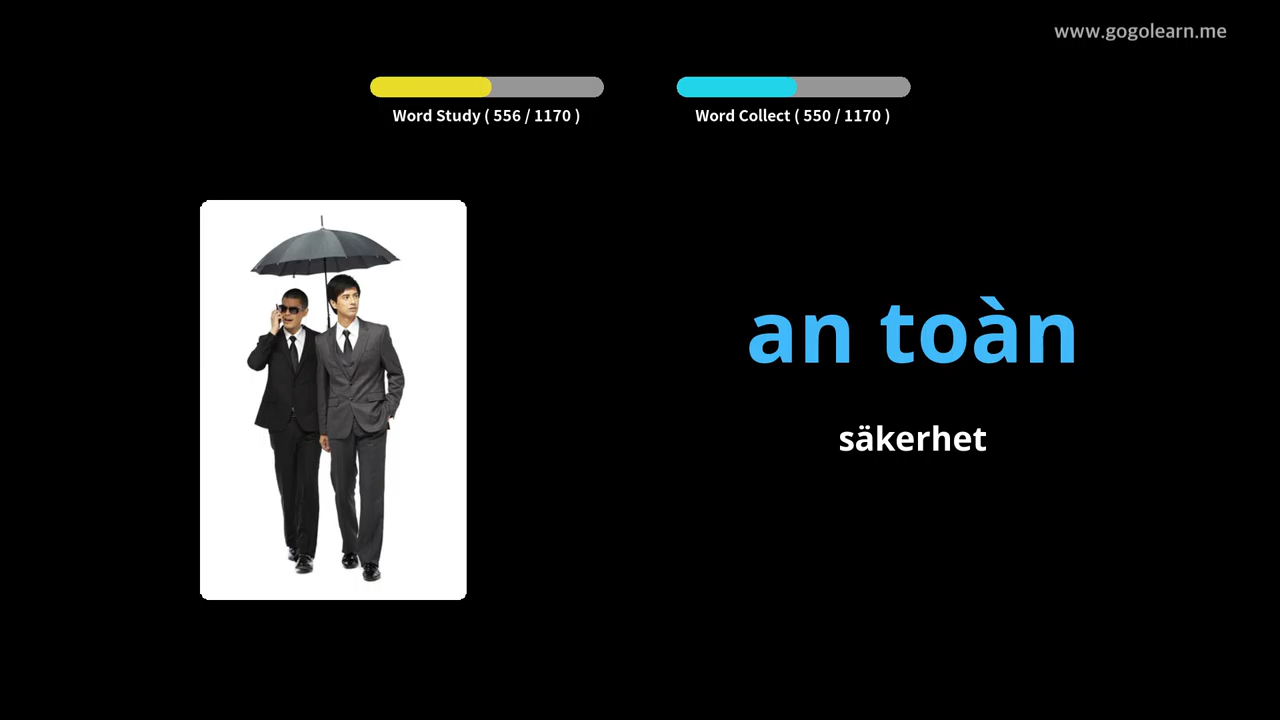 www.gogolearn.me
Word Study ( 556 / 1170 )
Word Collect ( 550 / 1170 )
an toàn
säkerhet